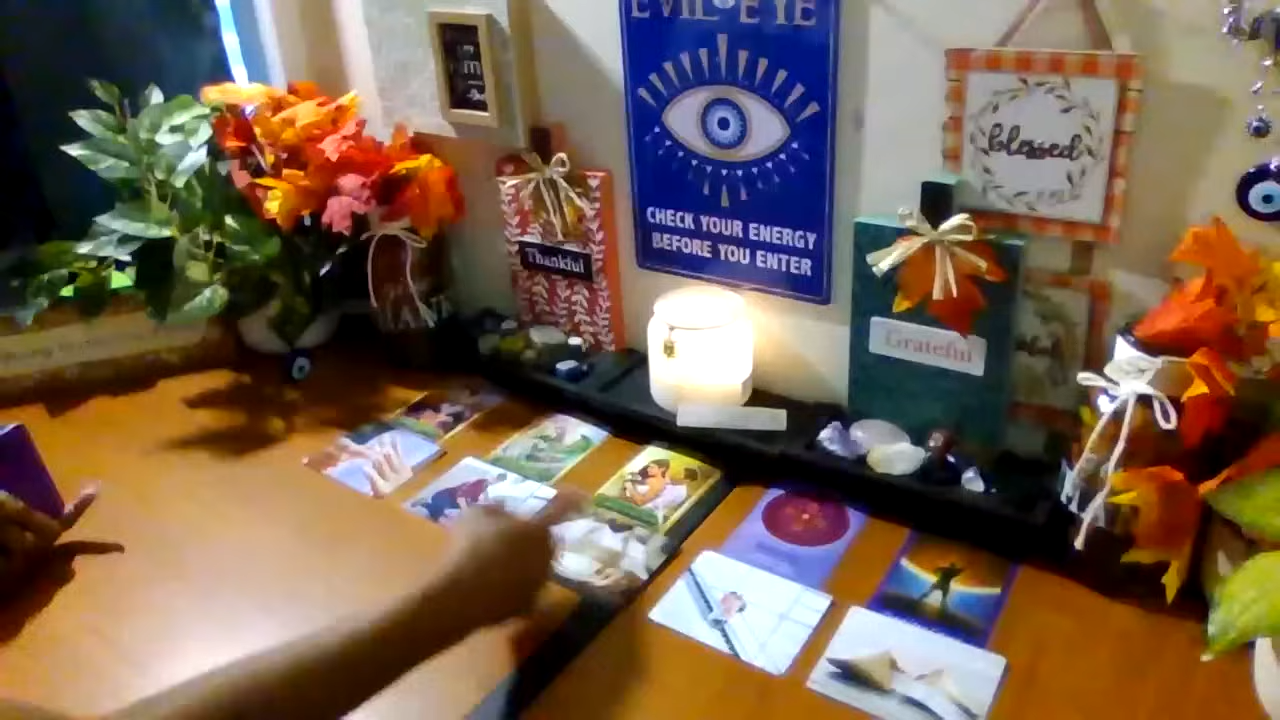 EVIL EYE
CHECK YOUR ENERGY
BEFORE YOU ENTER
Thankful
blessed
Grateful